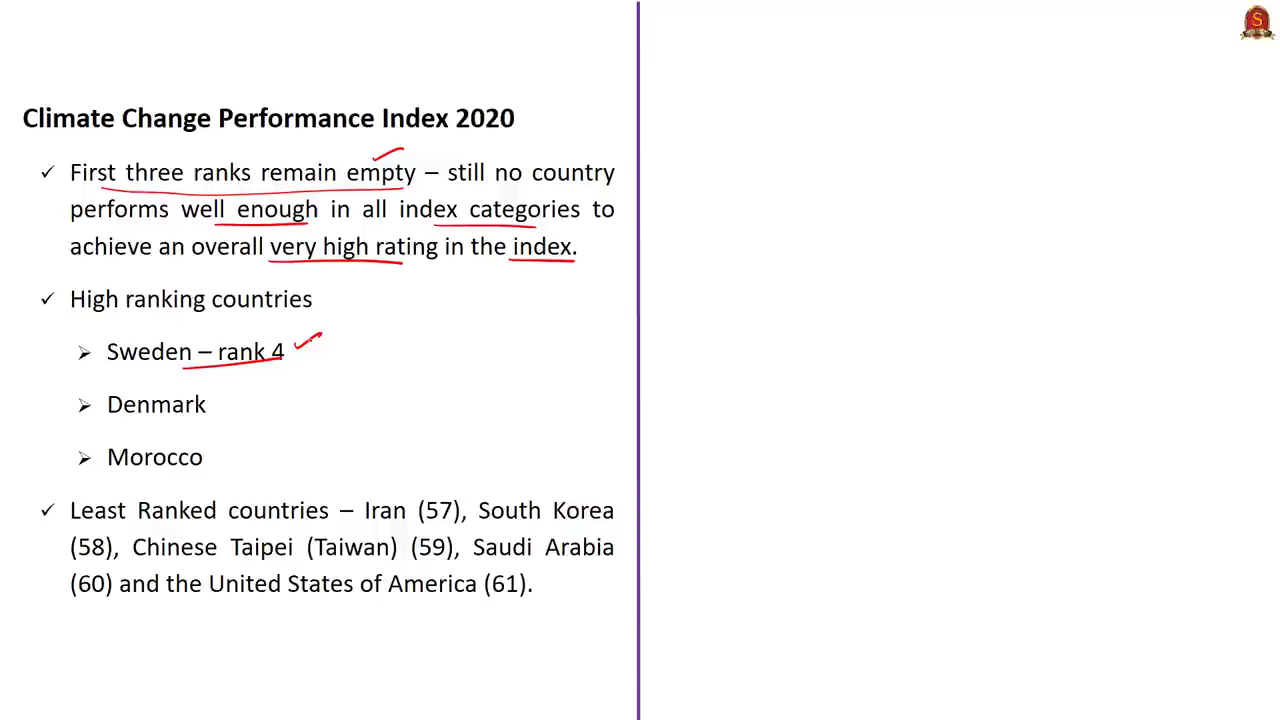 Climate Change Performance Index 2020
✓ First three ranks remain empty – still no country
performs well enough in all index categories to
achieve an overall very high rating in the index.
✓ High ranking countries
➢ Sweden – rank 4
➢ Denmark
➢ Morocco
✓ Least Ranked countries – Iran (57), South Korea
(58), Chinese Taipei (Taiwan) (59), Saudi Arabia
(60) and the United States of America (61).
S